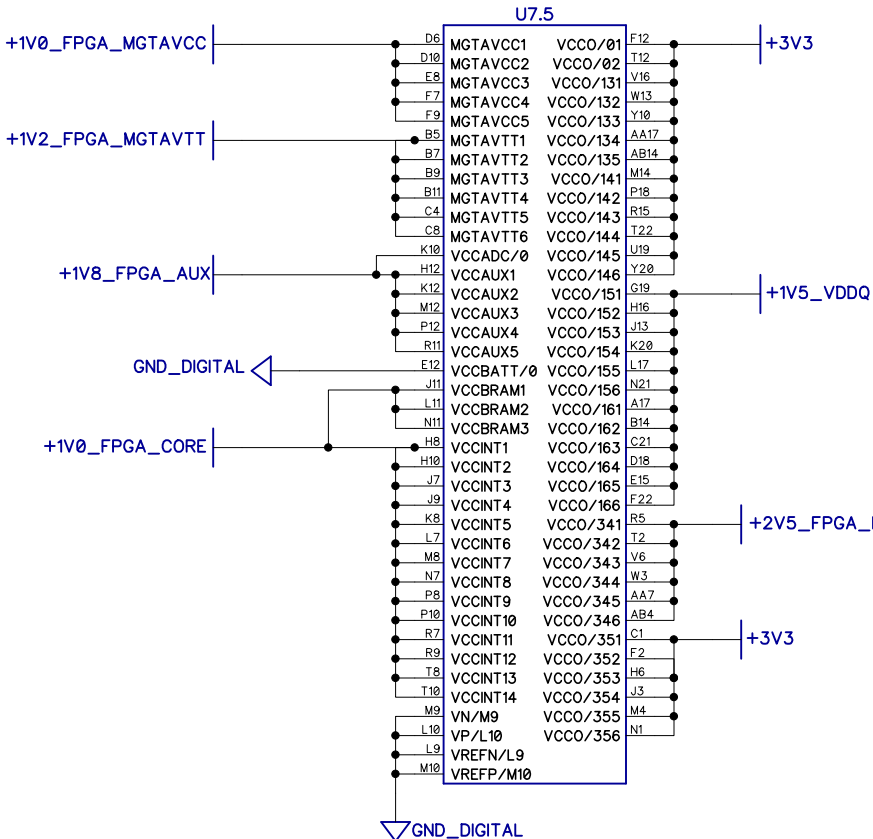 U7.5
+1V0_FPGA_MGTAVCC D6 MGTAVCC1 VCCO/01 F12 +3V3
D10 MGTAVCC2 VCCO/02 T12
E8 MGTAVCC3 VCCO/131 V16
F7 MGTAVCC4 VCCO/132 W13
F9 MGTAVCC5 VCCO/133 Y10
+1V2_FPGA_MGTAVTT B5 MGTAVTT1 VCCO/134 AA17
B7 MGTAVTT2 VCCO/135 AB14
B9 MGTAVTT3 VCCO/141 M14
B11 MGTAVTT4 VCCO/142 P18
C4 MGTAVTT5 VCCO/143 R15
C8 MGTAVTT6 VCCO/144 T22
K10 VCCADC/0 VCCO/145 U19
+1V8_FPGA_AUX H12 VCCAUX1 VCCO/146 Y20
K12 VCCAUX2 VCCO/151 G19 +1V5_VDDQ
M12 VCCAUX3 VCCO/152 H16
P12 VCCAUX4 VCCO/153 J13
R11 VCCAUX5 VCCO/154 K20
GND_DIGITAL E12 VCCBATT/0 VCCO/155 L17
J11 VCCBRAM1 VCCO/156 N21
L11 VCCBRAM2 VCCO/161 A17
N11 VCCBRAM3 VCCO/162 B14
+1V0_FPGA_CORE H8 VCCINT1 VCCO/163 C21
H10 VCCINT2 VCCO/164 D18
J7 VCCINT3 VCCO/165 E15
J9 VCCINT4 VCCO/166 F22
K8 VCCINT5 VCCO/341 R5 +2V5_FPGA_
L7 VCCINT6 VCCO/342 T2
M8 VCCINT7 VCCO/343 V6
N7 VCCINT8 VCCO/344 W3
P8 VCCINT9 VCCO/345 AA7
P10 VCCINT10 VCCO/346 AB4
R7 VCCINT11 VCCO/351 C1 +3V3
R9 VCCINT12 VCCO/352 F2
T8 VCCINT13 VCCO/353 H6
T10 VCCINT14 VCCO/354 J3
M9 VN/M9 VCCO/355 M4
L10 VP/L10 VCCO/356 N1
L9 VREFN/L9
M10 VREFP/M10
GND_DIGITAL